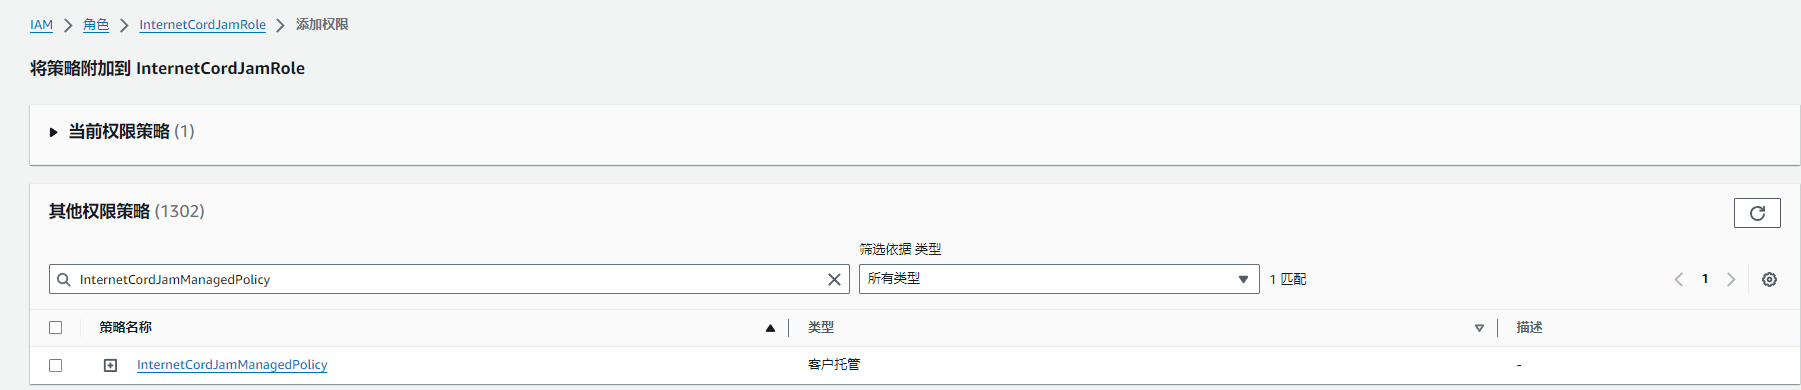 IAM > 角色 > InternetCordJamRole > 添加权限
将策略附加到 InternetCordJamRole
当前权限策略 (1)
其他权限策略 (1302)
筛选依据 类型
InternetCordJamManagedPolicy 所有类型 1 匹配 1
策略名称 类型 描述
InternetCordJamManagedPolicy 客户托管 -